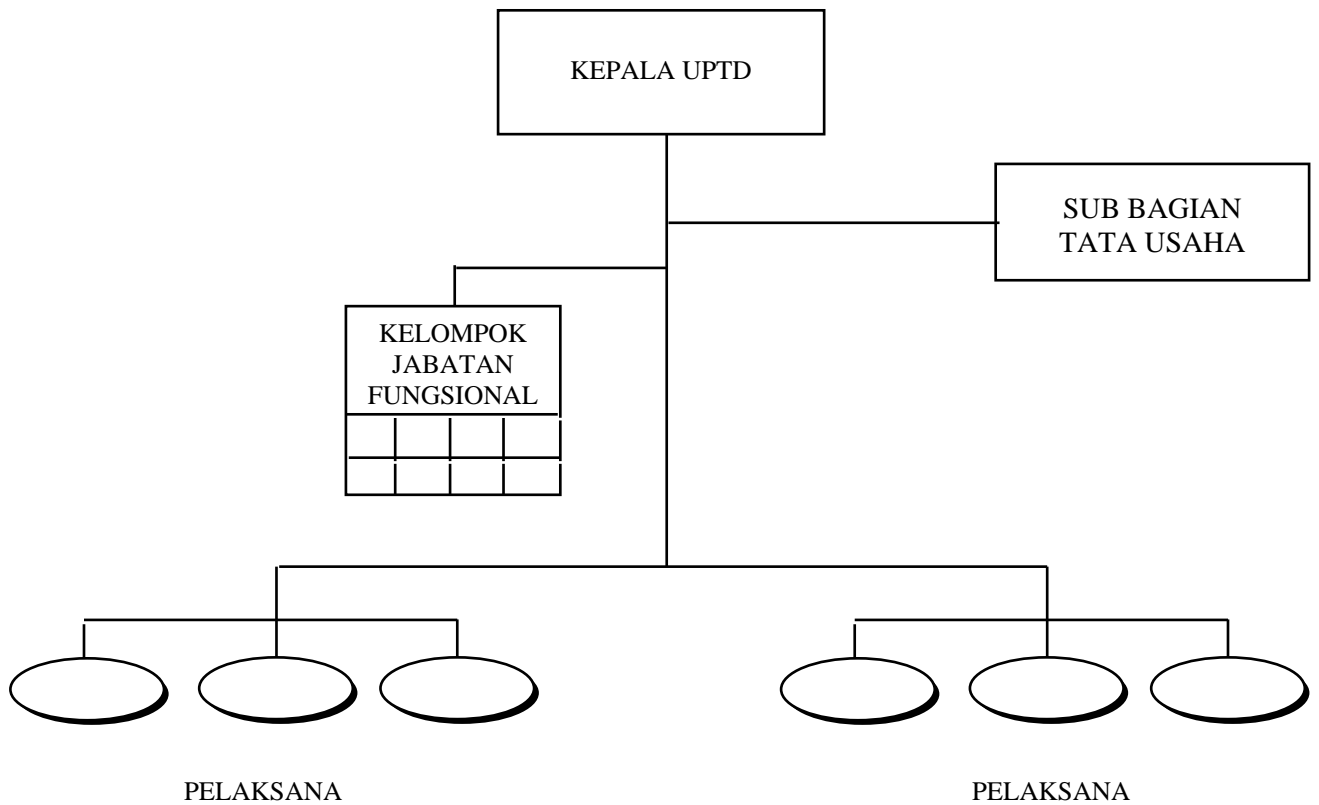 KEPALA UPTD
SUB BAGIAN
TATA USAHA
KELOMPOK
JABATAN
FUNGSIONAL
PELAKSANA
PELAKSANA